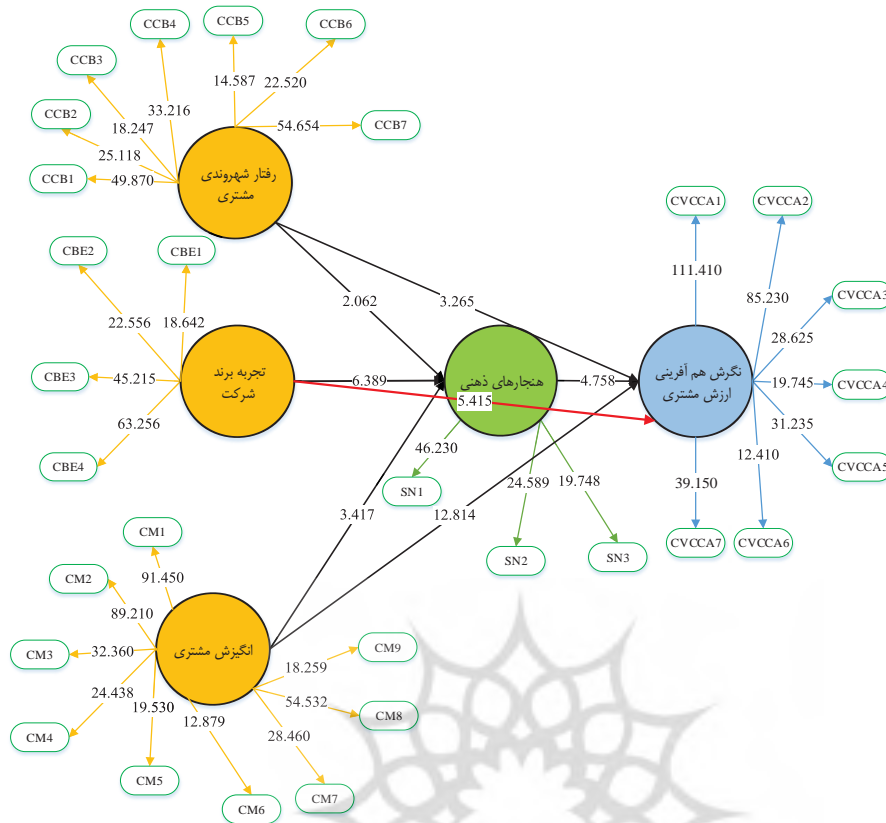 CCB4
CCB5
CCB6
CCB3
CCB2
CCB1
CCB7
14.587
22.520
33.216
18.247
54.654
25.118
49.870
رفتار شهروندی
مشتری
CBE2
CBE1
CBE3
CBE4
22.556
18.642
45.215
63.256
تجربه برند
شرکت
2.062
3.265
6.389
5.415
4.758
3.417
12.814
هنجارهای ذهنی
46.230
24.589
19.748
SN1
SN2
SN3
نگرش هم آفرینی
ارزش مشتری
CVCCA1
CVCCA2
CVCCA3
CVCCA4
CVCCA5
CVCCA6
CVCCA7
111.410
85.230
28.625
19.745
31.235
12.410
39.150
CM1
CM2
CM3
CM4
CM5
CM6
CM7
CM8
CM9
91.450
89.210
32.360
24.438
19.530
12.879
28.460
54.532
18.259
انگیزش مشتری